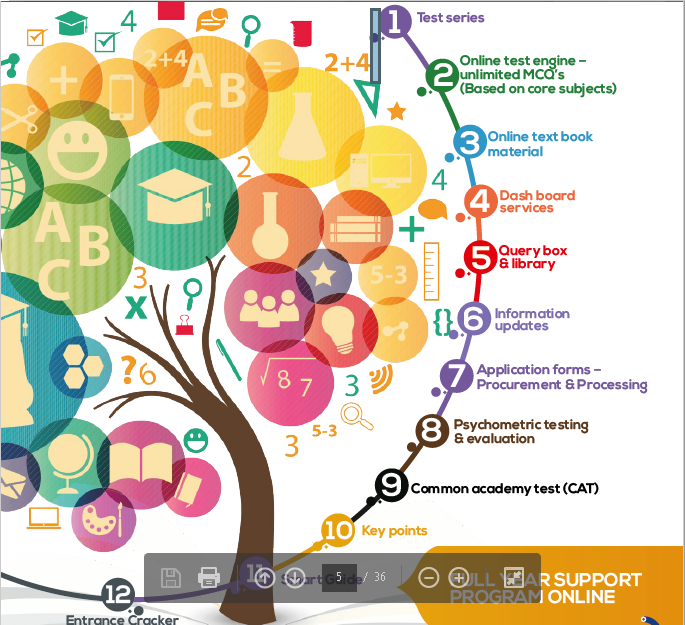 4
2+4
A
B
C
=
+
2+4
1 Test series
2 Online test engine –
unlimited MCQ's
(Based on core subjects)
3 Online text book
material
2
4
4 Dash board
services
A
B
C
+
5 Query box
& library
3
5-3
x
{}
6 Information
updates
?6
√8 7
3
7 Application forms –
Procurement & Processing
3
5-3
8 Psychometric testing
& evaluation
9 Common academy test (CAT)
10 Key points
11 Smart Guide
5 / 36
FULL YEAR SUPPORT
PROGRAM ONLINE
12
Entrance Cracker